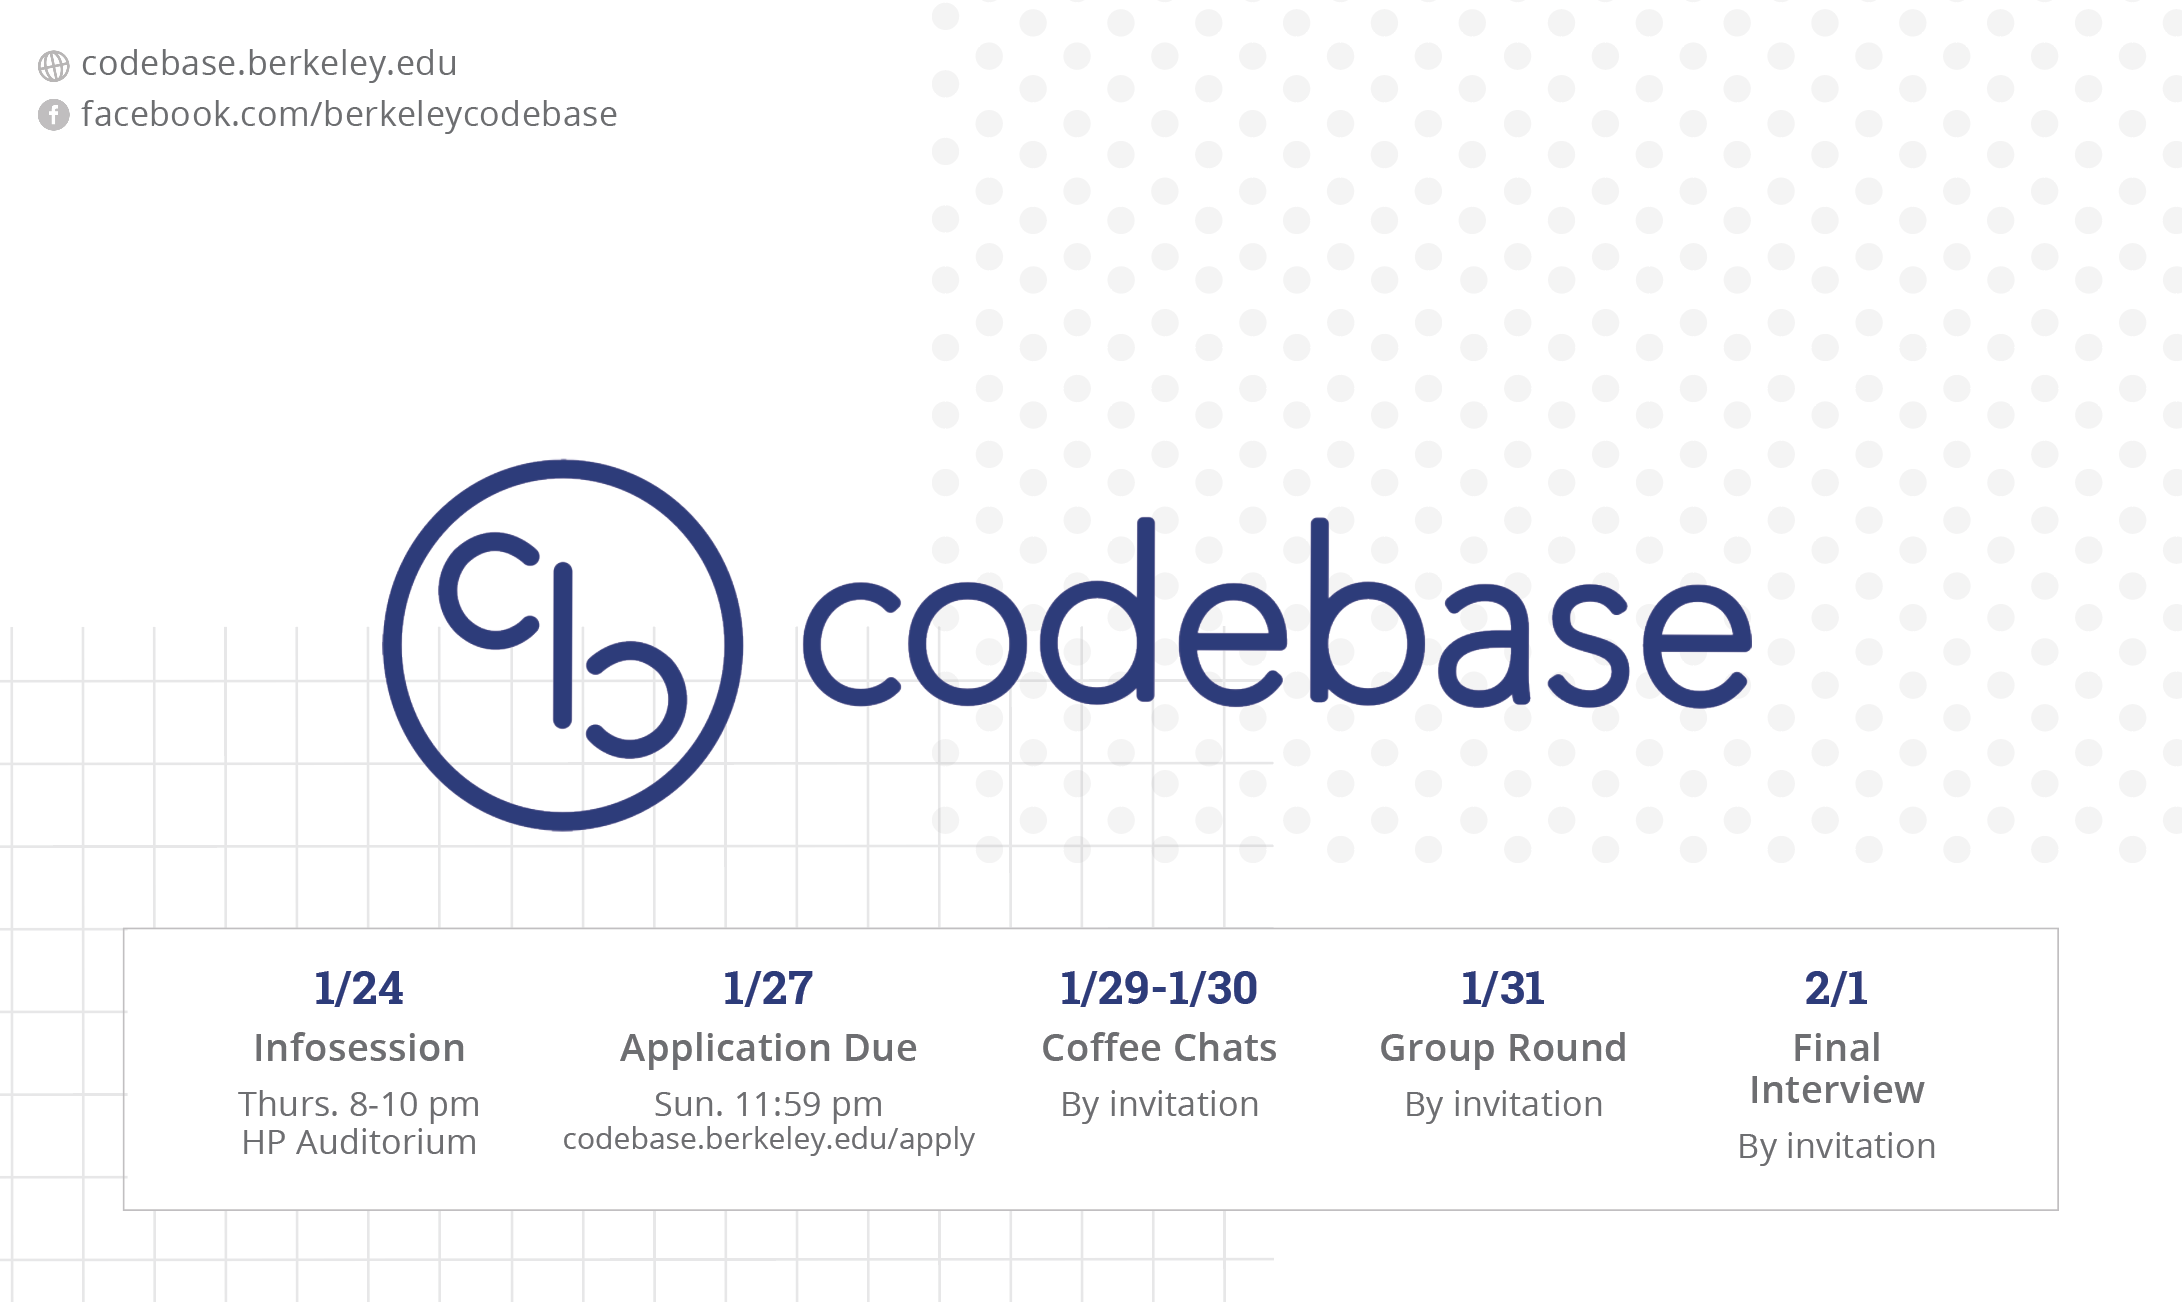 codebase.berkeley.edu
facebook.com/berkeleycodebase
c|b
codebase
1/24
Infosession
Thurs. 8-10 pm
HP Auditorium
1/27
Application Due
Sun. 11:59 pm
codebase.berkeley.edu/apply
1/29-1/30
Coffee Chats
By invitation
1/31
Group Round
By invitation
2/1
Final
Interview
By invitation